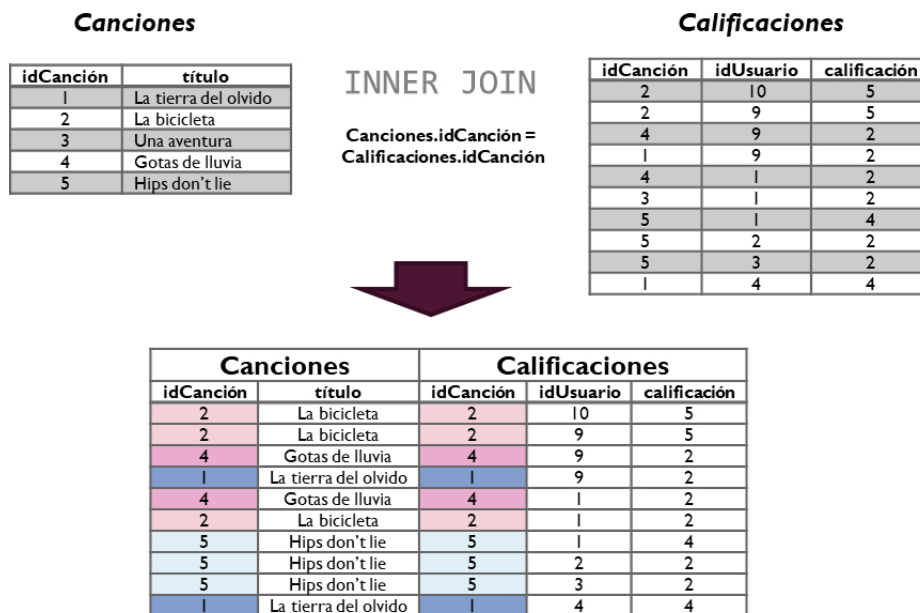 Canciones
idCanción título
1 La tierra del olvido
2 La bicicleta
3 Una aventura
4 Gotas de lluvia
5 Hips don't lie
INNER JOIN
Canciones.idCanción =
Calificaciones.idCanción
Calificaciones
idCanción idUsuario calificación
2 10 5
2 9 5
4 9 2
1 9 2
4 1 2
3 1 2
5 1 4
5 2 2
5 3 2
1 4 4
Canciones Calificaciones
idCanción título idCanción idUsuario calificación
2 La bicicleta 2 10 5
2 La bicicleta 2 9 5
4 Gotas de lluvia 4 9 2
1 La tierra del olvido 1 9 2
4 Gotas de lluvia 4 1 2
2 La bicicleta 2 1 2
5 Hips don't lie 5 1 4
5 Hips don't lie 5 2 2
5 Hips don't lie 5 3 2
1 La tierra del olvido 1 4 4